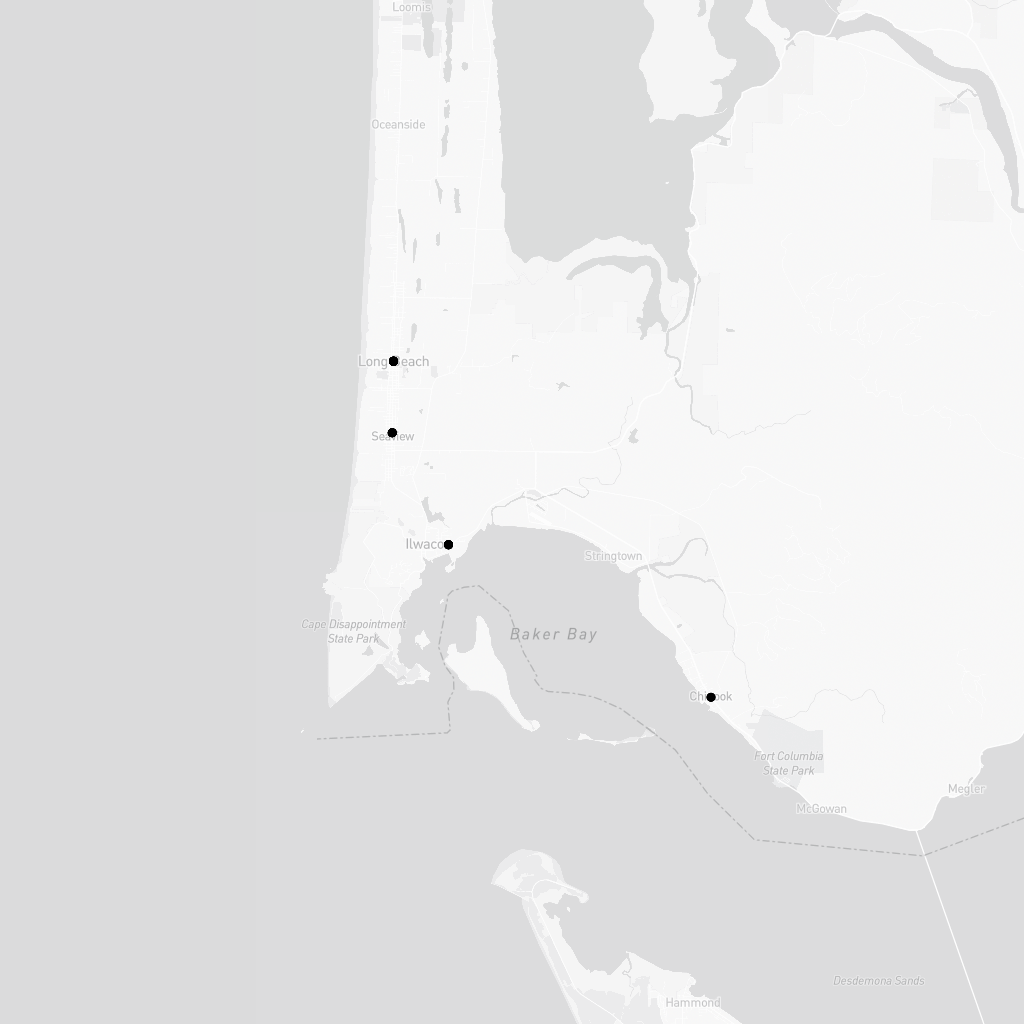 Loomis
Oceanside
Long Beach
Seaview
Ilwaco
Stringtown
Cape Disappointment
State Park
Baker Bay
Chinook
Fort Columbia
State Park
Megler
McGowan
Desdemona Sands
Hammond